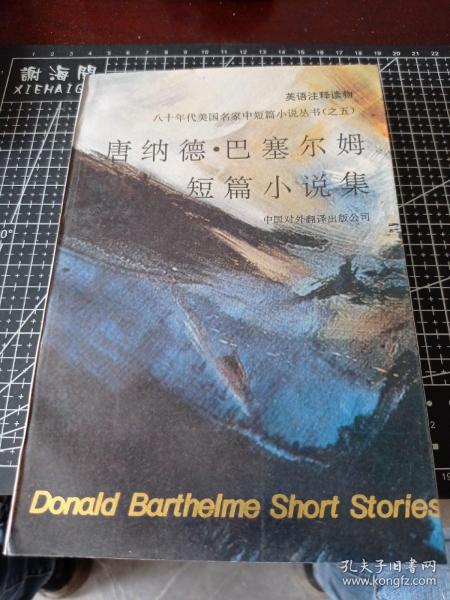 謝海閣
XIEHAIGE
英语注释读物
八十年代美国名家中短篇小说丛书(之五)
唐纳德·巴塞尔姆
短篇小说集
中国对外翻译出版公司
Donald Barthelme Short Stories
孔夫子旧书网
www.kongfz.com